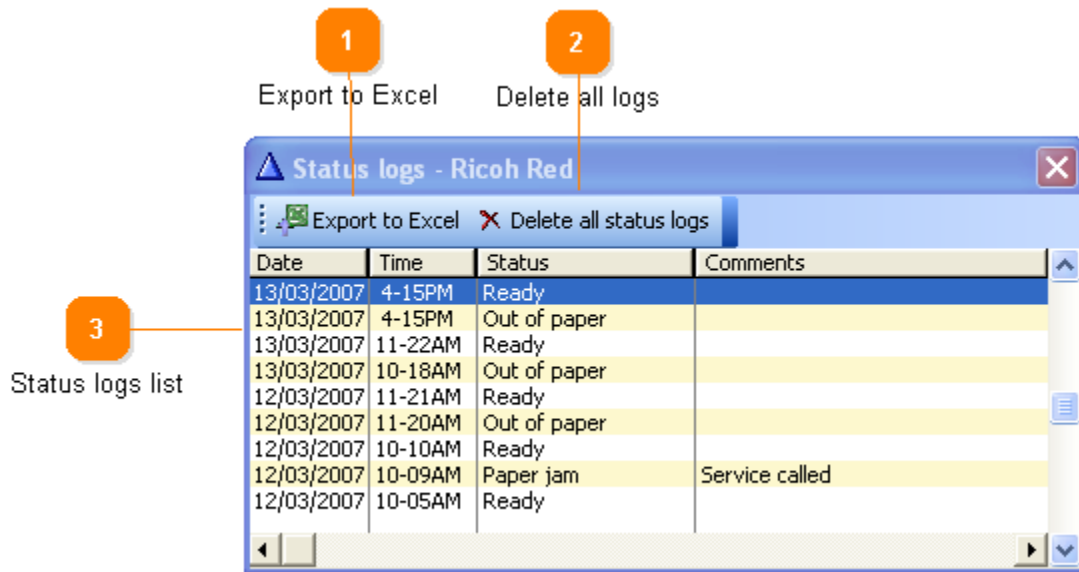 1 2
Export to Excel Delete all logs
Status logs - Ricoh Red
Export to Excel Delete all status logs
Date Time Status Comments
13/03/2007 4-15PM Ready
13/03/2007 4-15PM Out of paper
13/03/2007 11-22AM Ready
13/03/2007 10-18AM Out of paper
12/03/2007 11-21AM Ready
12/03/2007 11-20AM Out of paper
12/03/2007 10-10AM Ready
12/03/2007 10-09AM Paper jam Service called
12/03/2007 10-05AM Ready
3
Status logs list